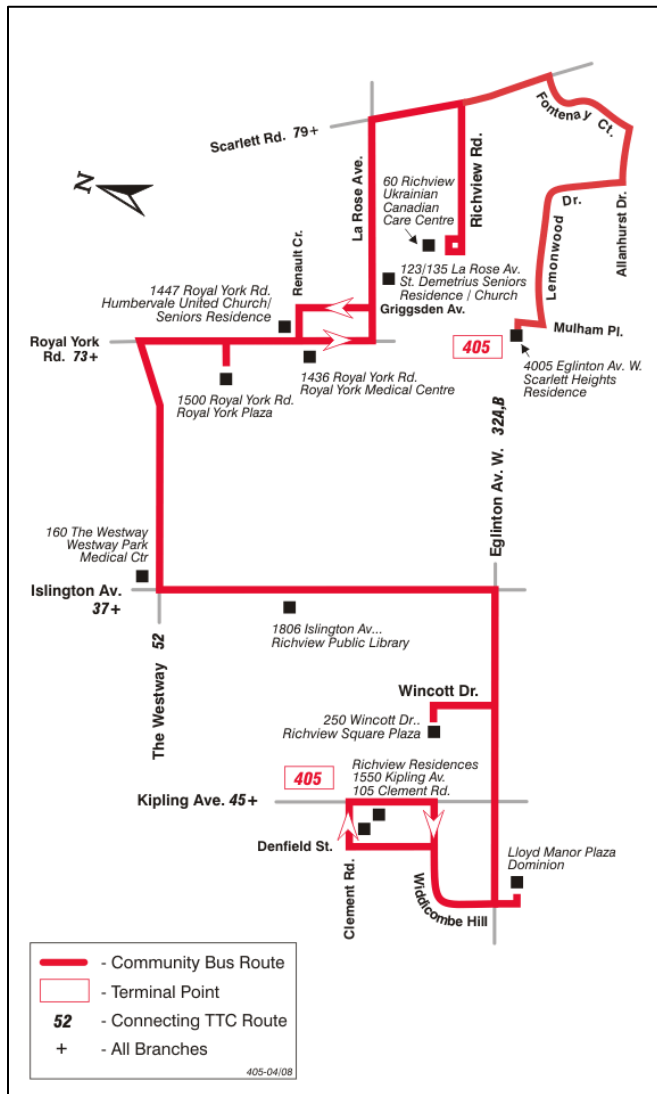 Fontenay Ct.
Scarlett Rd. 79+
N
La Rose Ave.
Richview Rd.
60 Richview
Ukrainian
Canadian
Care Centre
Lemonwood Dr.
Allanhurst Dr.
Renault Cr.
123/135 La Rose Av.
St. Demetrius Seniors
Residence / Church
1447 Royal York Rd.
Humbervale United Church/
Seniors Residence
Griggsden Av.
Mulham Pl.
Royal York
Rd. 73+
405
4005 Eglinton Av. W.
Scarlett Heights
Residence
1436 Royal York Rd.
Royal York Medical Centre
1500 Royal York Rd.
Royal York Plaza
Eglinton Av. W. 32A,B
160 The Westway
Westway Park
Medical Ctr
Islington Av.
37+
1806 Islington Av...
Richview Public Library
The Westway 52
Wincott Dr.
250 Wincott Dr..
Richview Square Plaza
405
Richview Residences
1550 Kipling Av.
105 Clement Rd.
Kipling Ave. 45+
Denfield St.
Clement Rd.
Widdicombe Hill
Lloyd Manor Plaza
Dominion
- Community Bus Route
- Terminal Point
52 - Connecting TTC Route
+ - All Branches
405-04/08